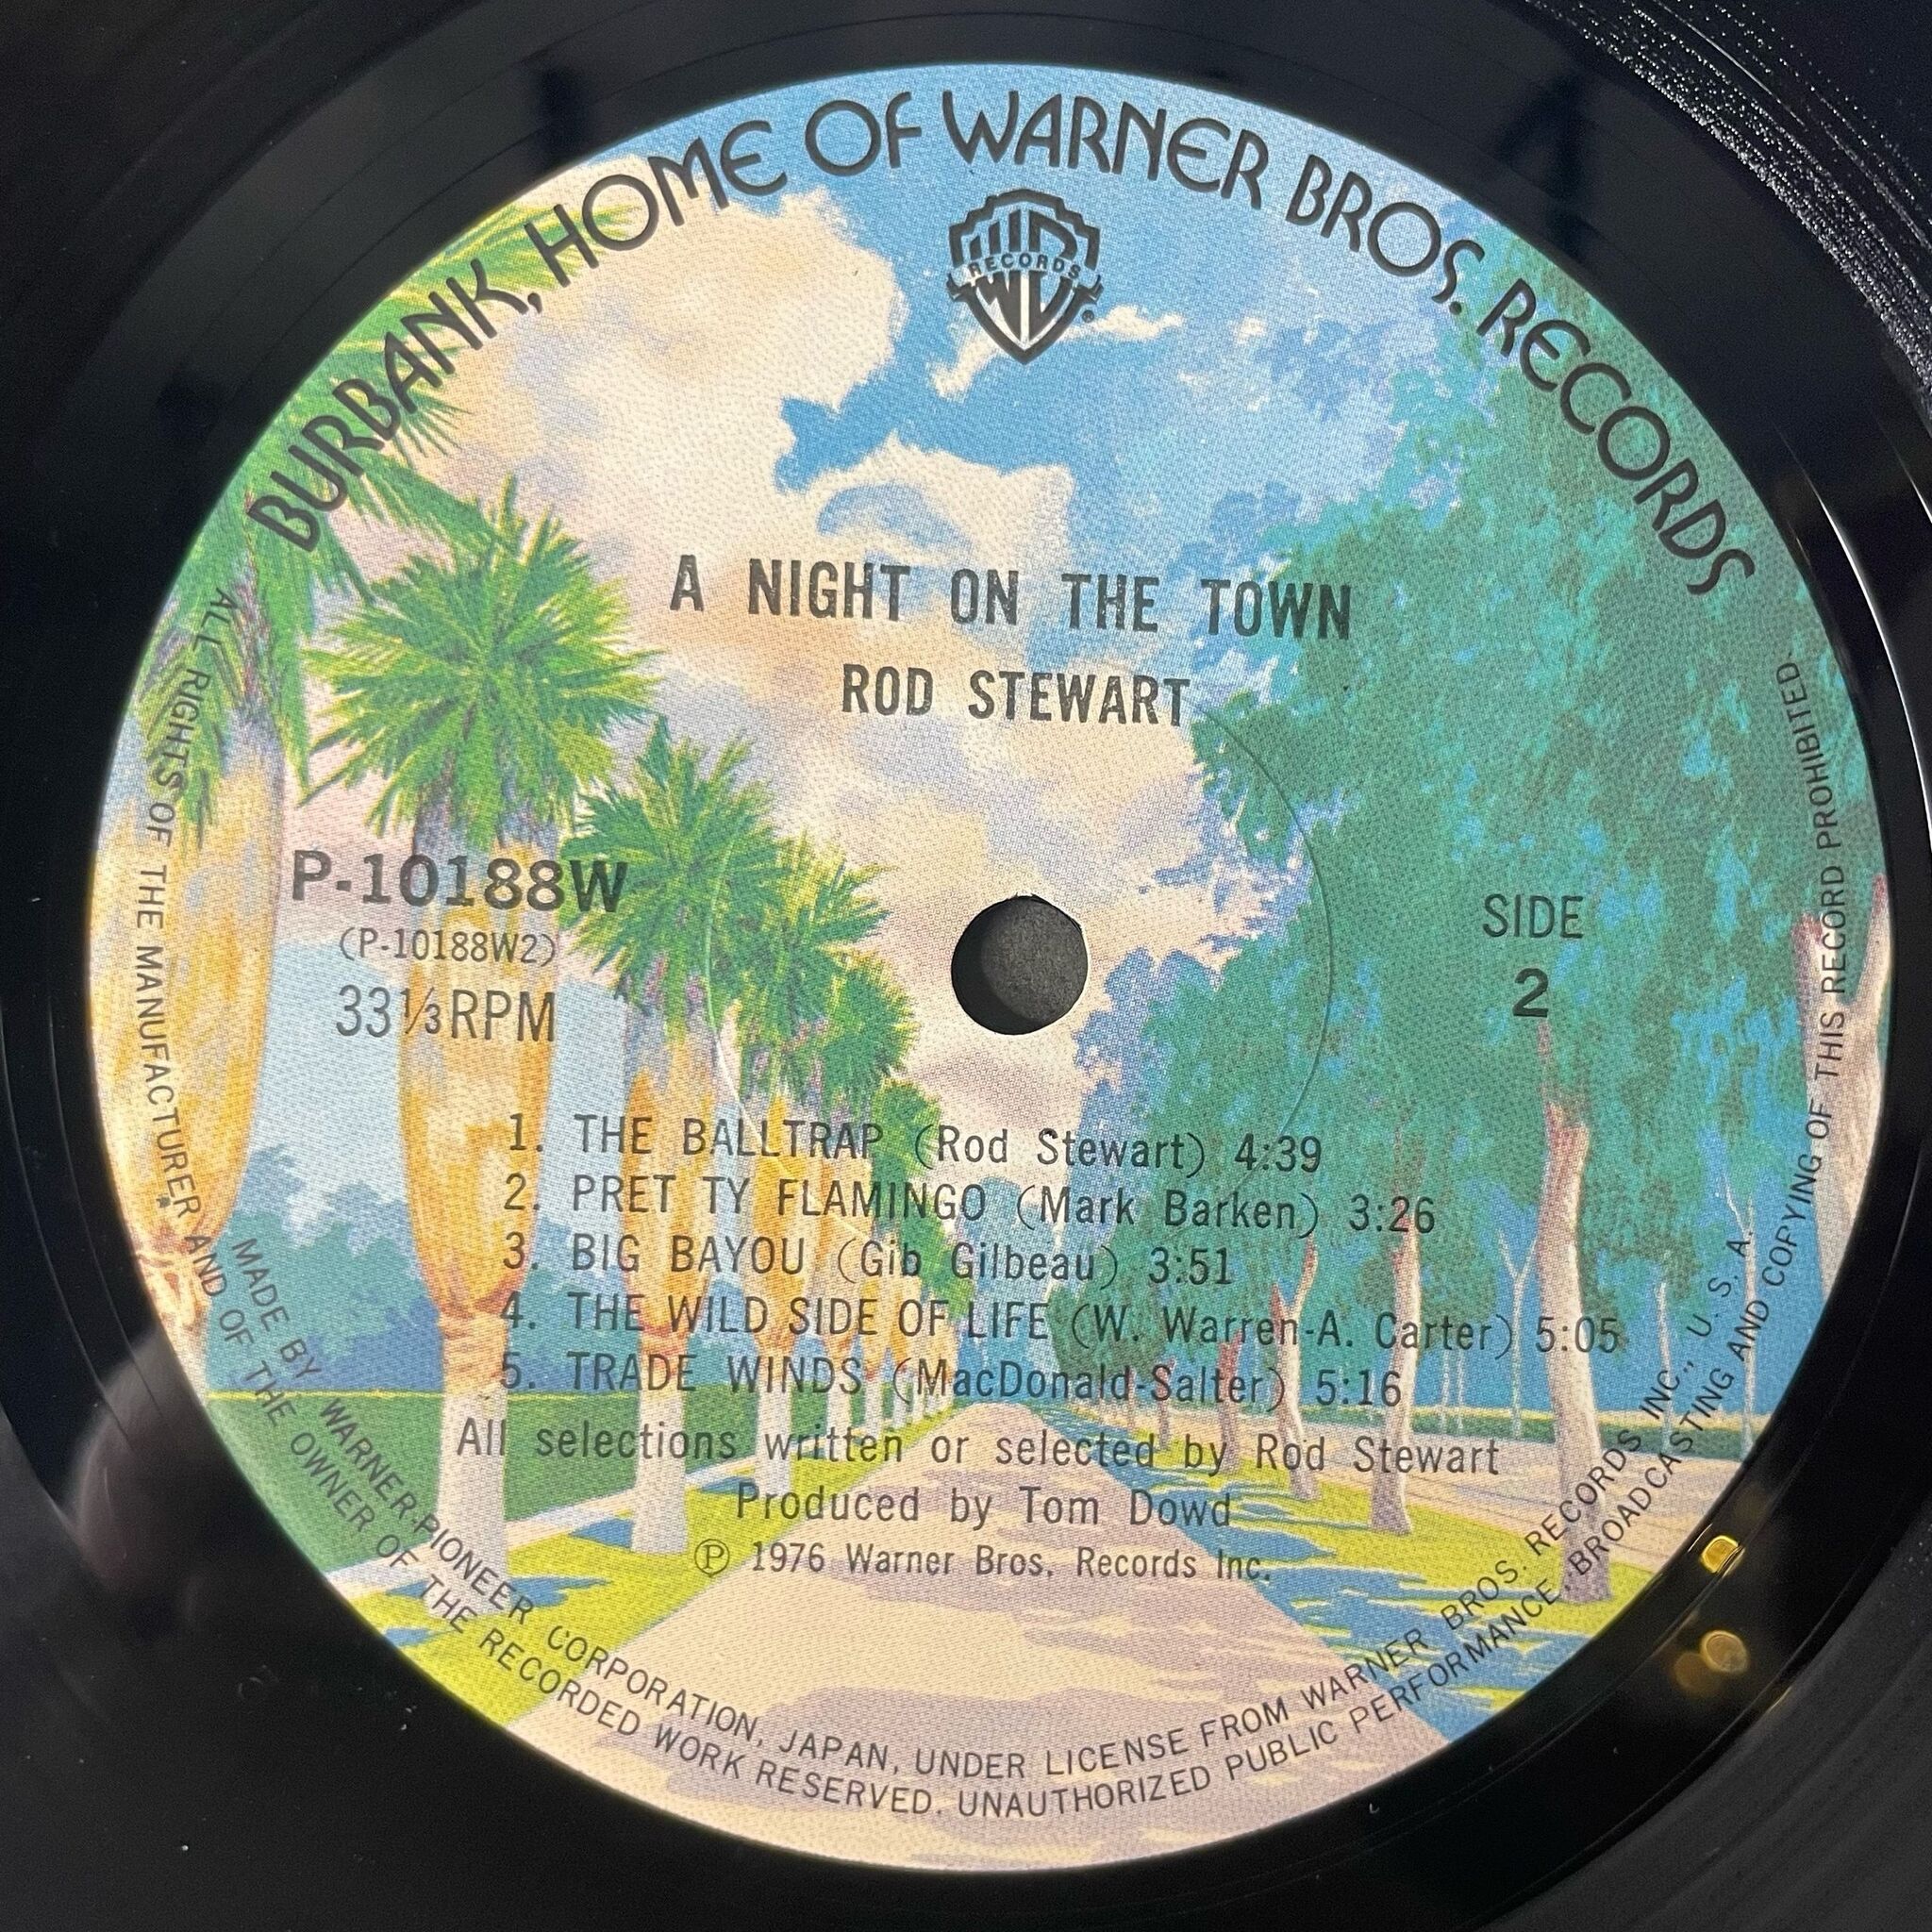 BURBANK, HOME OF WARNER BROS. RECORDS
RECORDS
®
A NIGHT ON THE TOWN
ROD STEWART
P-10188W
(P-10188W2)
33⅓RPM
SIDE
2
1. THE BALLTRAP (Rod Stewart) 4:39
2. PRET TY FLAMINGO (Mark Barken) 3:26
3. BIG BAYOU (Gib Gilbeau) 3:51
4. THE WILD SIDE OF LIFE (W. Warren-A. Carter) 5:05
5. TRADE WINDS (MacDonald-Salter) 5:16
All selections written or selected by Rod Stewart
Produced by Tom Dowd
Ⓟ 1976 Warner Bros. Records Inc.
MADE BY WARNER-PIONEER CORPORATION, JAPAN, UNDER LICENSE FROM WARNER BROS. RECORDS INC., U. S. A.
ALL RIGHTS OF THE MANUFACTURER AND OF THE OWNER OF THE RECORDED WORK RESERVED. UNAUTHORIZED PUBLIC PERFORMANCE, BROADCASTING AND COPYING OF THIS RECORD PROHIBITED.